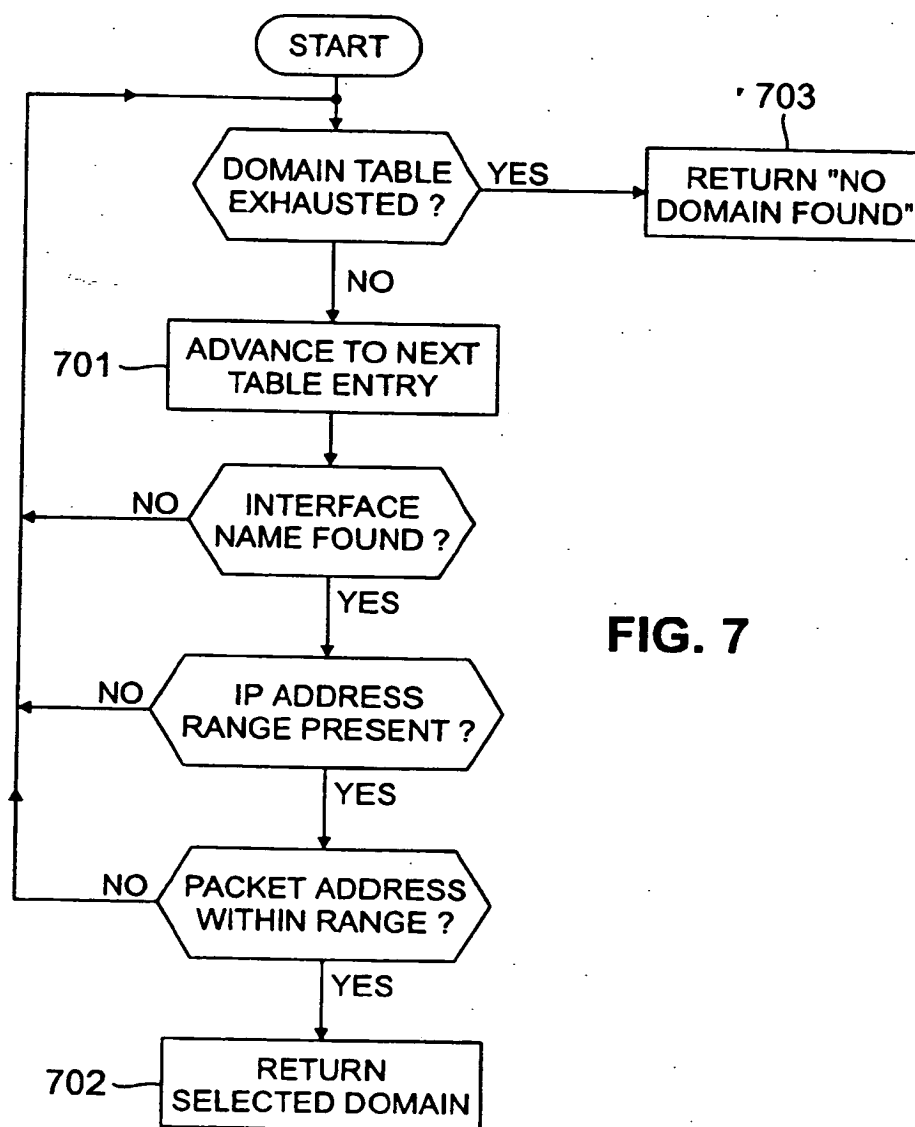 START
703
DOMAIN TABLE
EXHAUSTED ?
YES
RETURN "NO
DOMAIN FOUND"
NO
701
ADVANCE TO NEXT
TABLE ENTRY
NO
INTERFACE
NAME FOUND ?
YES
FIG. 7
NO
IP ADDRESS
RANGE PRESENT ?
YES
NO
PACKET ADDRESS
WITHIN RANGE ?
YES
702
RETURN
SELECTED DOMAIN